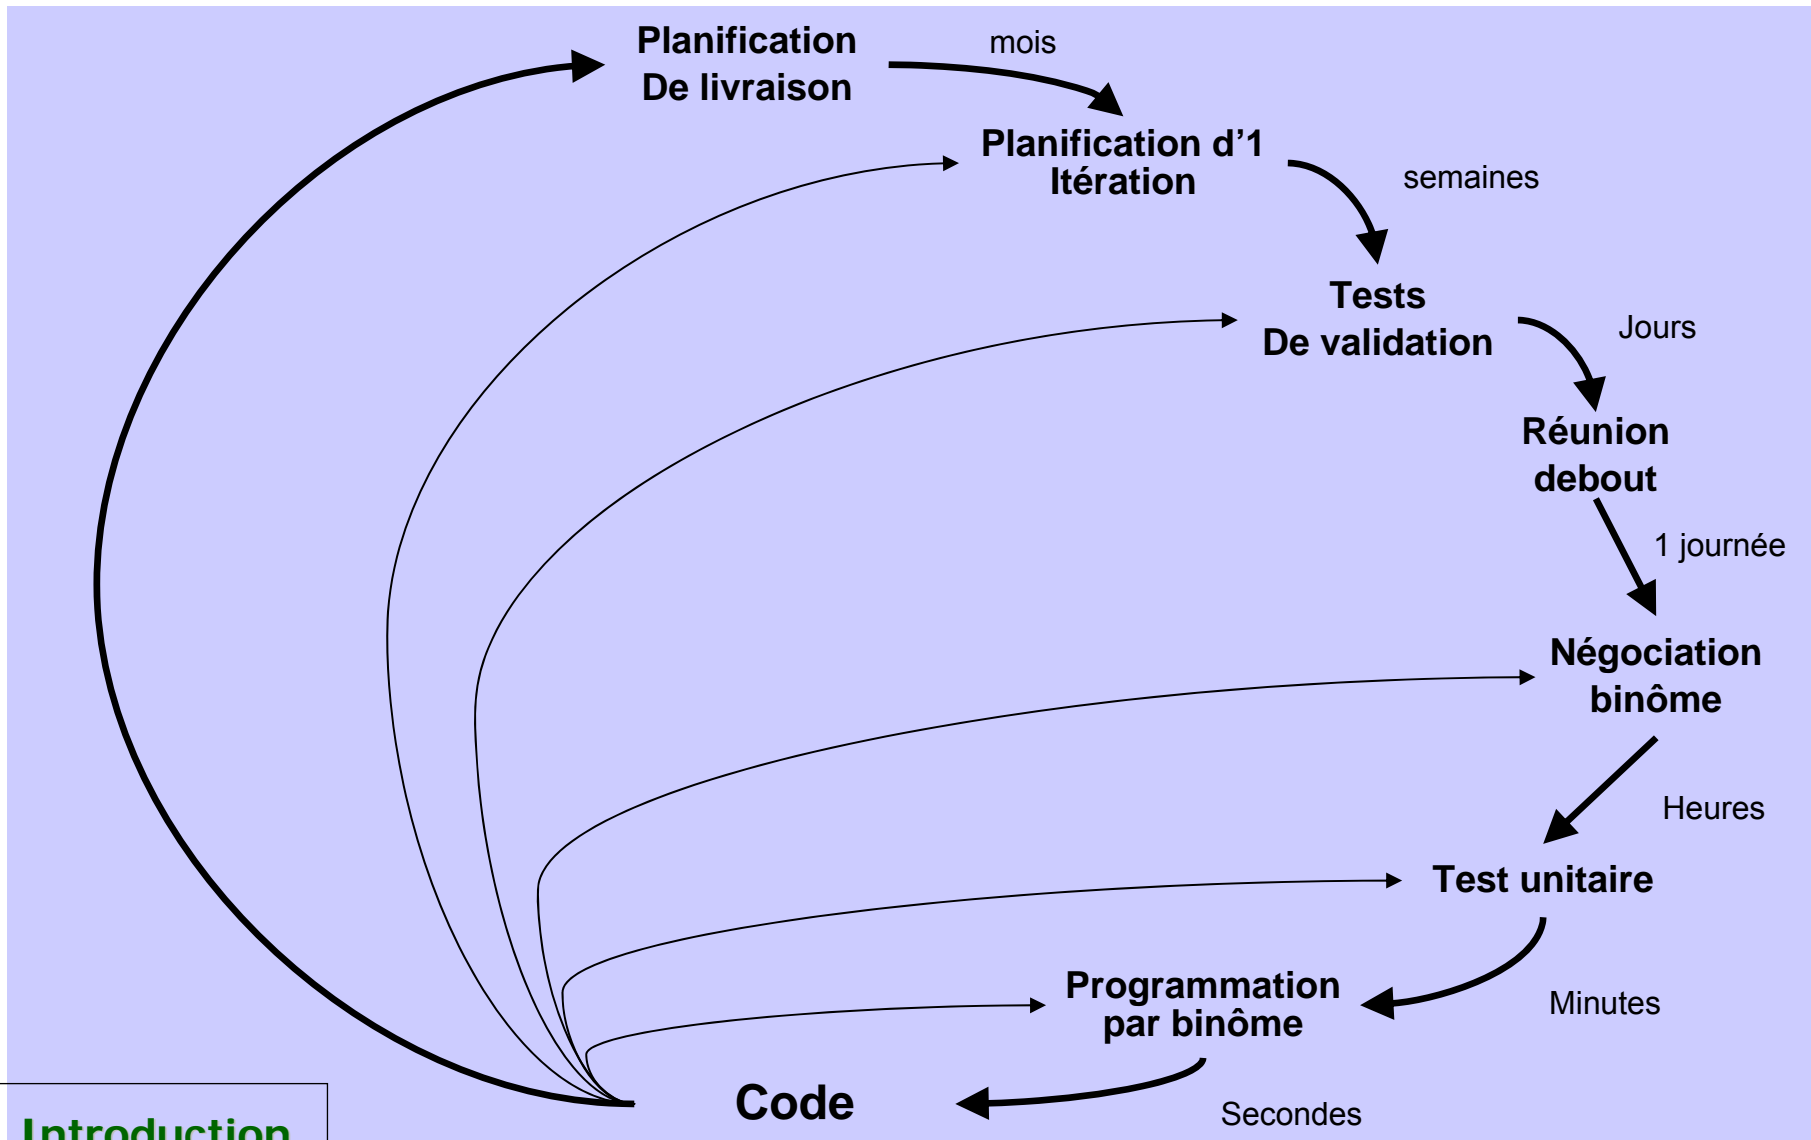 Planification
De livraison
mois
Planification d’1
Itération
semaines
Tests
De validation
Jours
Réunion
debout
1 journée
Négociation
binôme
Heures
Test unitaire
Minutes
Programmation
par binôme
Code
Secondes
Introduction